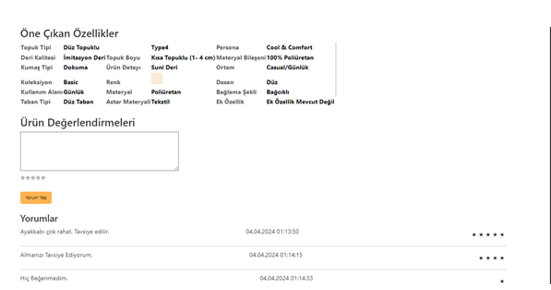 Öne Çıkan Özellikler
Topuk Tipi Düz Topuklu Type4 Persona Cool & Comfort
Deri Kalitesi İmitasyon Deri Topuk Boyu Kısa Topuklu (1- 4 cm) Materyal Bileşeni 100% Poliüretan
Kumaş Tipi Dokuma Ürün Detayı Suni Deri Ortam Casual/Günlük
Koleksiyon Basic Renk Desen Düz
Kullanım Alanı Günlük Materyal Poliüretan Bağlama Şekli Bağcıklı
Taban Tipi Düz Taban Astar Materyali Tekstil Ek Özellik Ek Özellik Mevcut Değil
Ürün Değerlendirmeleri
Yorum Yap
Yorumlar
Ayakkabı çok rahat. Tavsiye edilir. 04.04.2024 01:13:50
Almanızı Tavsiye Ediyorum. 04.04.2024 01:14:15
Hiç Beğenmedim. 04.04.2024 01:14:33